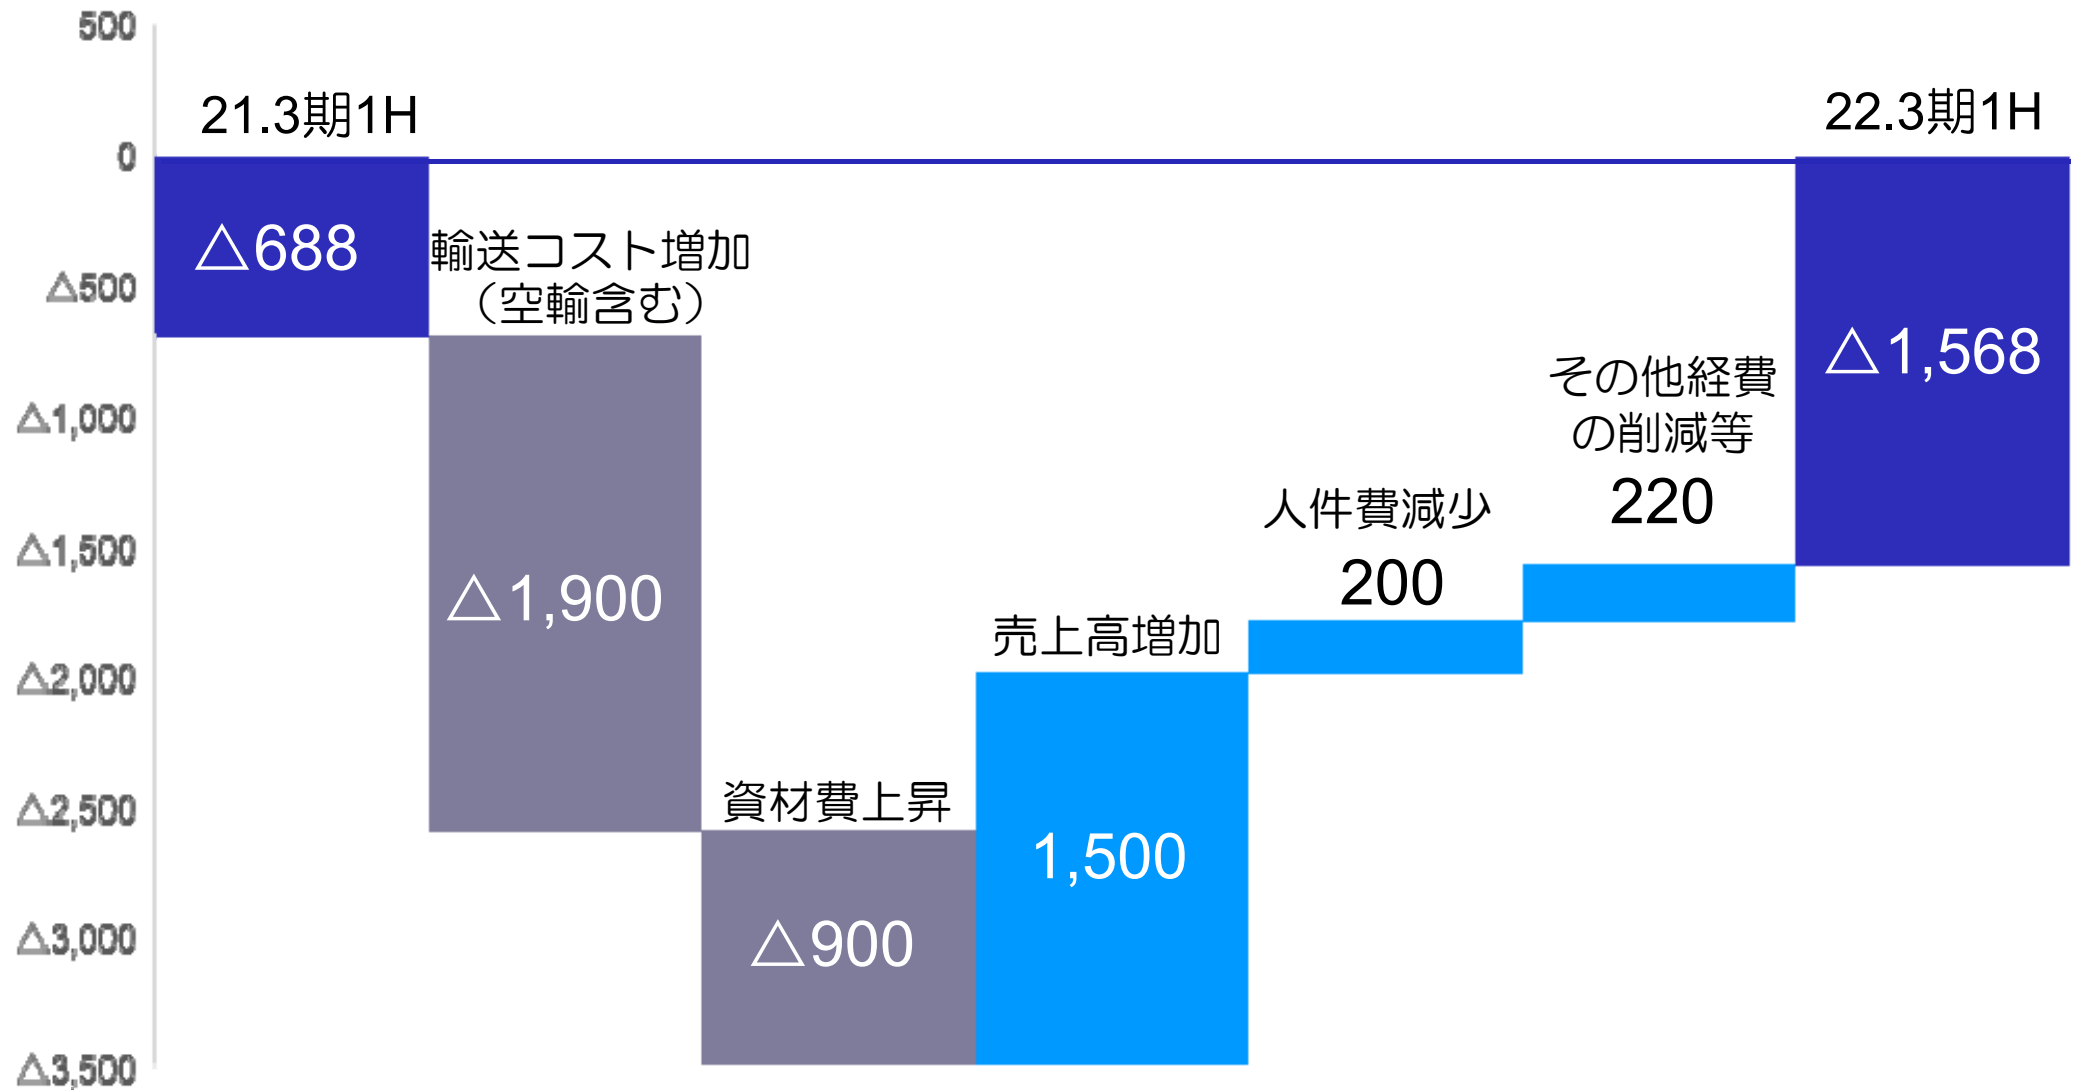 500
0
△500
△1,000
△1,500
△2,000
△2,500
△3,000
△3,500
21.3期1H
△688
輸送コスト増加
（空輸含む）
△1,900
資材費上昇
△900
売上高増加
1,500
人件費減少
200
その他経費
の削減等
220
22.3期1H
△1,568